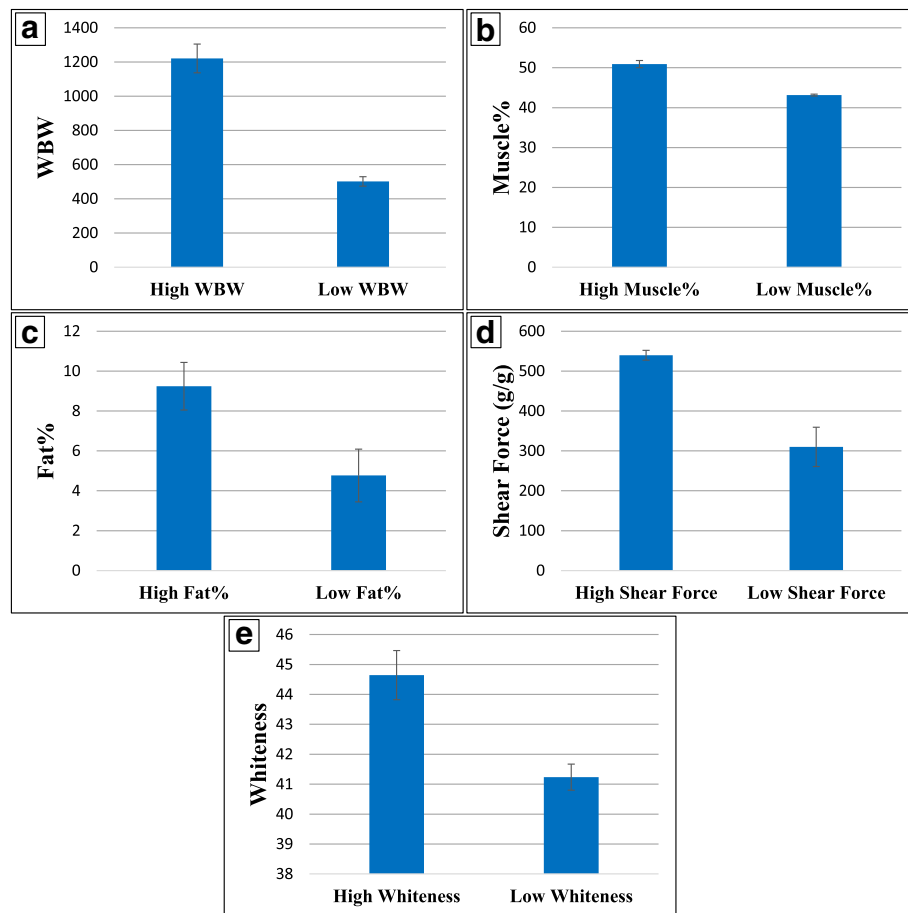 a
WBW
1400
1200
1000
800
600
400
200
0
High WBW Low WBW
b
Muscle%
60
50
40
30
20
10
0
High Muscle% Low Muscle%
c
Fat%
12
10
8
6
4
2
0
High Fat% Low Fat%
d
Shear Force (g/g)
600
500
400
300
200
100
0
High Shear Force Low Shear Force
e
Whiteness
46
45
44
43
42
41
40
39
38
High Whiteness Low Whiteness